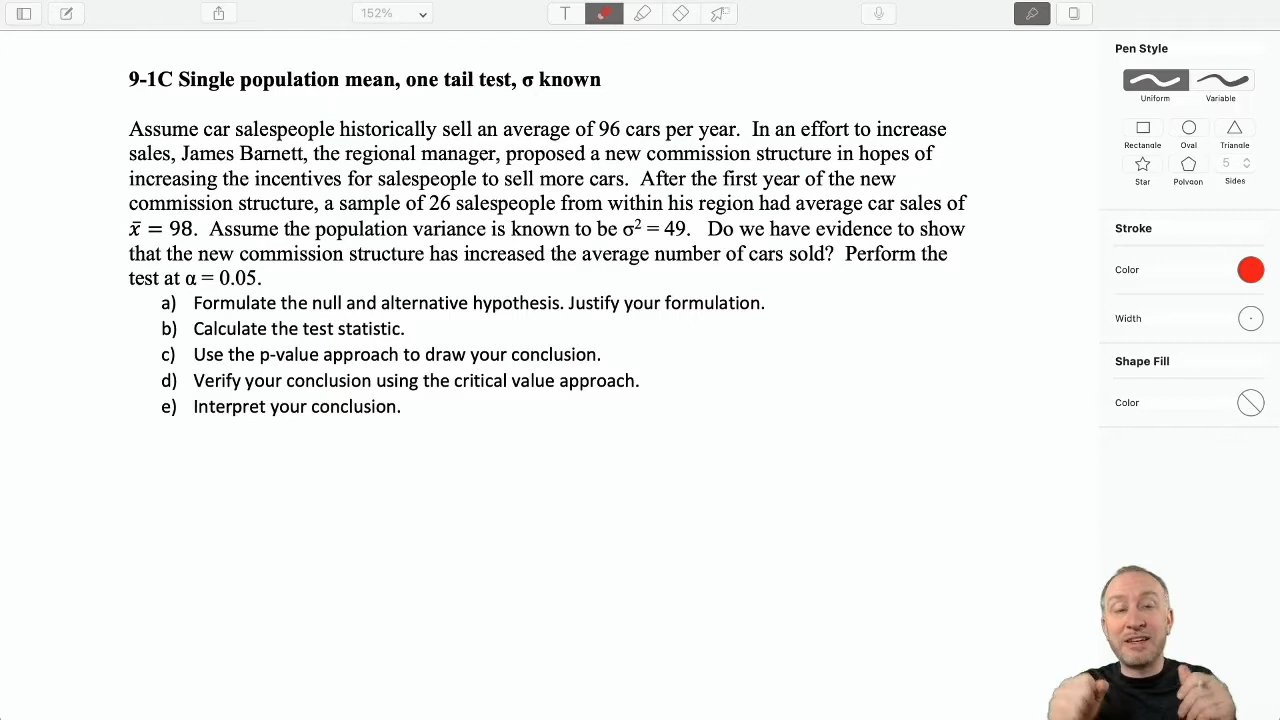 152%
T
9-1C Single population mean, one tail test, σ known
Assume car salespeople historically sell an average of 96 cars per year.  In an effort to increase
sales, James Barnett, the regional manager, proposed a new commission structure in hopes of
increasing the incentives for salespeople to sell more cars.  After the first year of the new
commission structure, a sample of 26 salespeople from within his region had average car sales of
x̄ = 98.  Assume the population variance is known to be σ² = 49.   Do we have evidence to show
that the new commission structure has increased the average number of cars sold?  Perform the
test at α = 0.05.
a) Formulate the null and alternative hypothesis. Justify your formulation.
b) Calculate the test statistic.
c) Use the p-value approach to draw your conclusion.
d) Verify your conclusion using the critical value approach.
e) Interpret your conclusion.
Pen Style
Uniform Variable
Rectangle Oval Triangle
5
Star Polygon Sides
Stroke
Color
Width
Shape Fill
Color